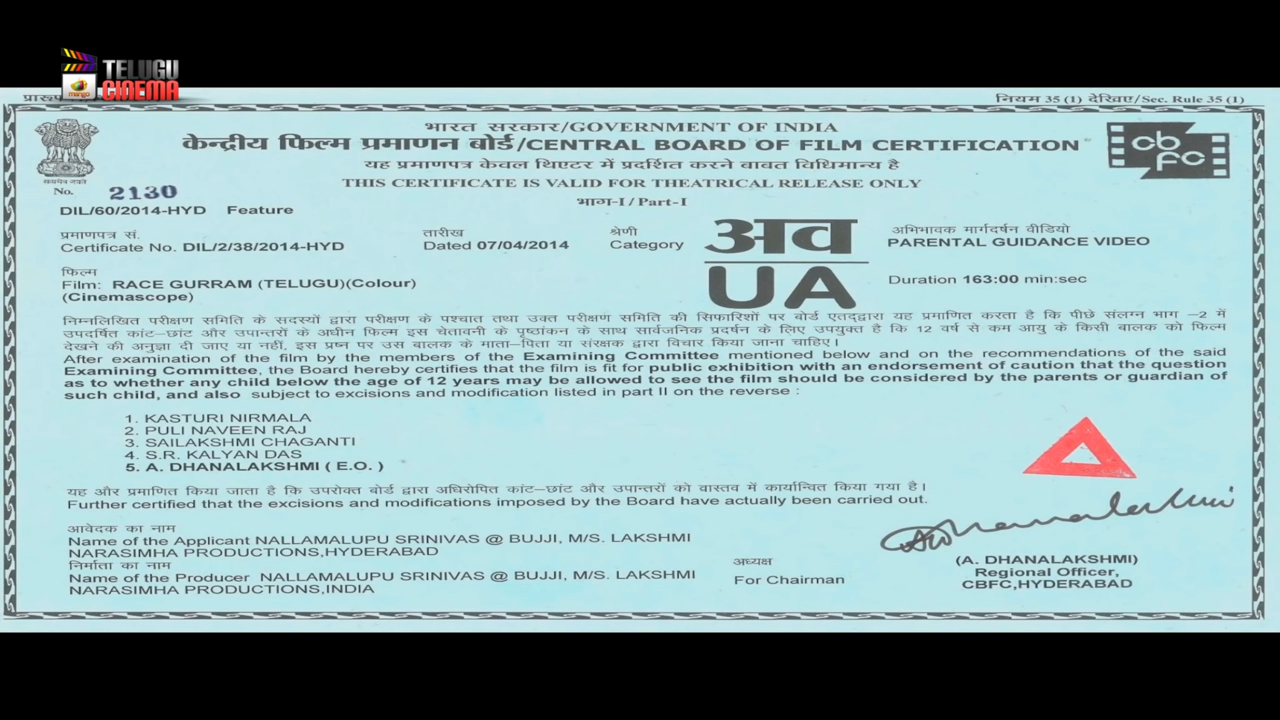 TELUGU
CINEMA
mango
प्रारूप
नियम 35 (1) देखिए/Sec. Rule 35 (1)
भारत सरकार/GOVERNMENT OF INDIA
केन्द्रीय फिल्म प्रमाणन बोर्ड/CENTRAL BOARD OF FILM CERTIFICATION
cb
fc
यह प्रमाणपत्र केवल थिएटर में प्रदर्शित करने बाबत विधिमान्य है
सत्यमेव जयते
THIS CERTIFICATE IS VALID FOR THEATRICAL RELEASE ONLY
No. 2130
भाग-I / Part-I
DIL/60/2014-HYD Feature
प्रमाणपत्र सं. तारीख श्रेणी अव अभिभावक मार्गदर्शन वीडियो
Certificate No. DIL/2/38/2014-HYD Dated 07/04/2014 Category UA PARENTAL GUIDANCE VIDEO
फिल्म
Film: RACE GURRAM (TELUGU)(Colour) Duration 163:00 min:sec
(Cinemascope)
निम्नलिखित परीक्षण समिति के सदस्यों द्वारा परीक्षण के पश्चात तथा उक्त परीक्षण समिति की सिफारिशों पर बोर्ड एतद्द्वारा यह प्रमाणित करता है कि पीछे संलग्न भाग –2 में
उपदर्षित कांट–छांट और उपान्तरों के अधीन फिल्म इस चेतावनी के पृष्ठांकन के साथ सार्वजनिक प्रदर्शन के लिए उपयुक्त है कि 12 वर्ष से कम आयु के किसी बालक को फिल्म
देखने की अनुज्ञा दी जाए या नहीं, इस प्रश्न पर उस बालक के माता–पिता या संरक्षक द्वारा विचार किया जाना चाहिए।
After examination of the film by the members of the Examining Committee mentioned below and on the recommendations of the said
Examining Committee, the Board hereby certifies that the film is fit for public exhibition with an endorsement of caution that the question
as to whether any child below the age of 12 years may be allowed to see the film should be considered by the parents or guardian of
such child, and also subject to excisions and modification listed in part II on the reverse :
1. KASTURI NIRMALA
2. PULI NAVEEN RAJ
3. SAILAKSHMI CHAGANTI
4. S.R. KALYAN DAS
5. A. DHANALAKSHMI ( E.O. )
यह और प्रमाणित किया जाता है कि उपरोक्त बोर्ड द्वारा अधिरोपित कांट–छांट और उपान्तरों को वास्तव में कार्यान्वित किया गया है।
Further certified that the excisions and modifications imposed by the Board have actually been carried out.
आवेदक का नाम
Name of the Applicant NALLAMALUPU SRINIVAS @ BUJJI, M/S. LAKSHMI
NARASIMHA PRODUCTIONS,HYDERABAD
निर्माता का नाम
Name of the Producer NALLAMALUPU SRINIVAS @ BUJJI, M/S. LAKSHMI
NARASIMHA PRODUCTIONS,INDIA
अध्यक्ष
For Chairman
(A. DHANALAKSHMI)
Regional Officer,
CBFC,HYDERABAD